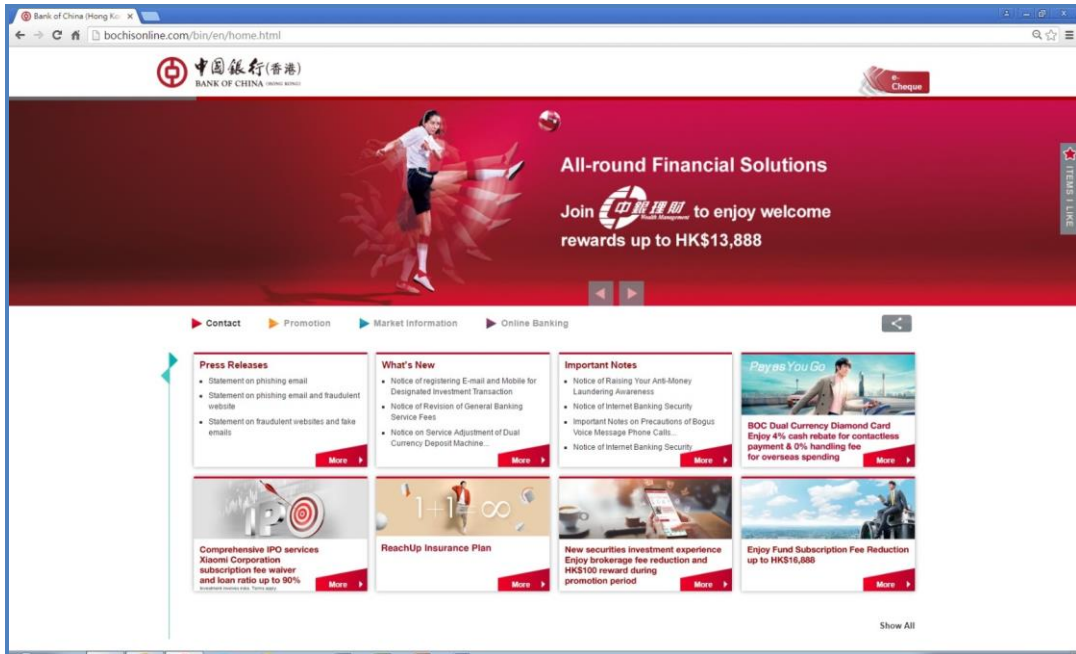 Bank of China (Hong Ko
bochisonline.com/bin/en/home.html
中国银行(香港)
BANK OF CHINA (HONG KONG)
e-
Cheque
All-round Financial Solutions
Join 中銀理財 Wealth Management to enjoy welcome
rewards up to HK$13,888
ITEMS I LIKE
Contact
Promotion
Market Information
Online Banking
Press Releases
Statement on phishing email
Statement on phishing email and fraudulent
website
Statement on fraudulent websites and fake
emails
More
What's New
Notice of registering E-mail and Mobile for
Designated Investment Transaction
Notice of Revision of General Banking
Service Fees
Notice on Service Adjustment of Dual
Currency Deposit Machine...
More
Important Notes
Notice of Raising Your Anti-Money
Laundering Awareness
Notice of Internet Banking Security
Important Notes on Precautions of Bogus
Voice Message Phone Calls...
Notice of Internet Banking Security
More
Pay as You Go
BOC Dual Currency Diamond Card
Enjoy 4% cash rebate for contactless
payment & 0% handling fee
for overseas spending
More
IPO
Comprehensive IPO services
Xiaomi Corporation
subscription fee waiver
and loan ratio up to 90%
Investment involves risks. Terms apply
More
1+1=∞
ReachUp Insurance Plan
More
New securities investment experience
Enjoy brokerage fee reduction and
HK$100 reward during
promotion period
More
Enjoy Fund Subscription Fee Reduction
up to HK$16,888
More
Show All